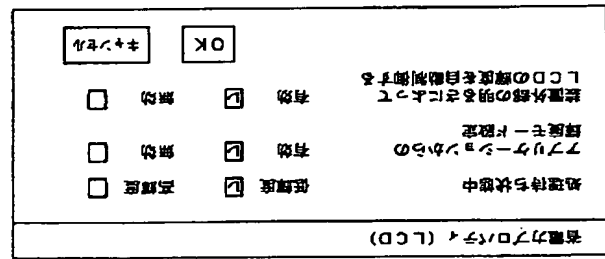 省電力プロパティ (LCD)
処理待ち状態中 低輝度 レ 高輝度
アプリケーションからの
輝度モード設定 有効 レ 無効
装置外部の明るさによって
LCDの輝度を自動制御する 有効 レ 無効
OK キャンセル